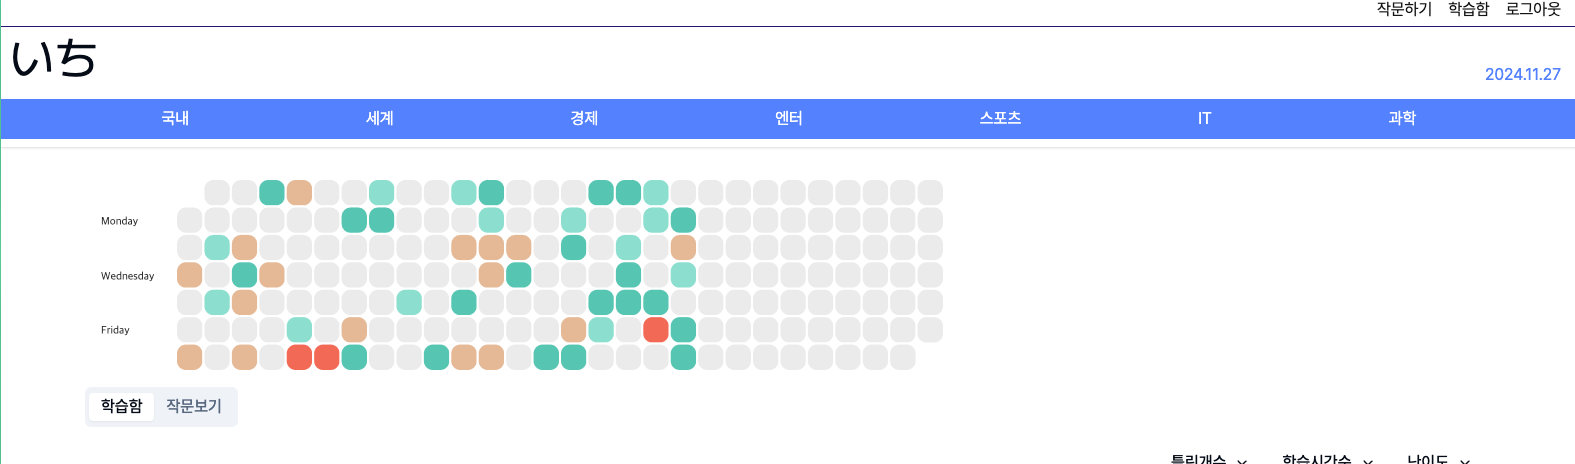 작문하기 학습함 로그아웃
いち
2024.11.27
국내 세계 경제 엔터 스포츠 IT 과학
Monday
Wednesday
Friday
학습함 작문보기
틀린개수 학습시간순 난이도